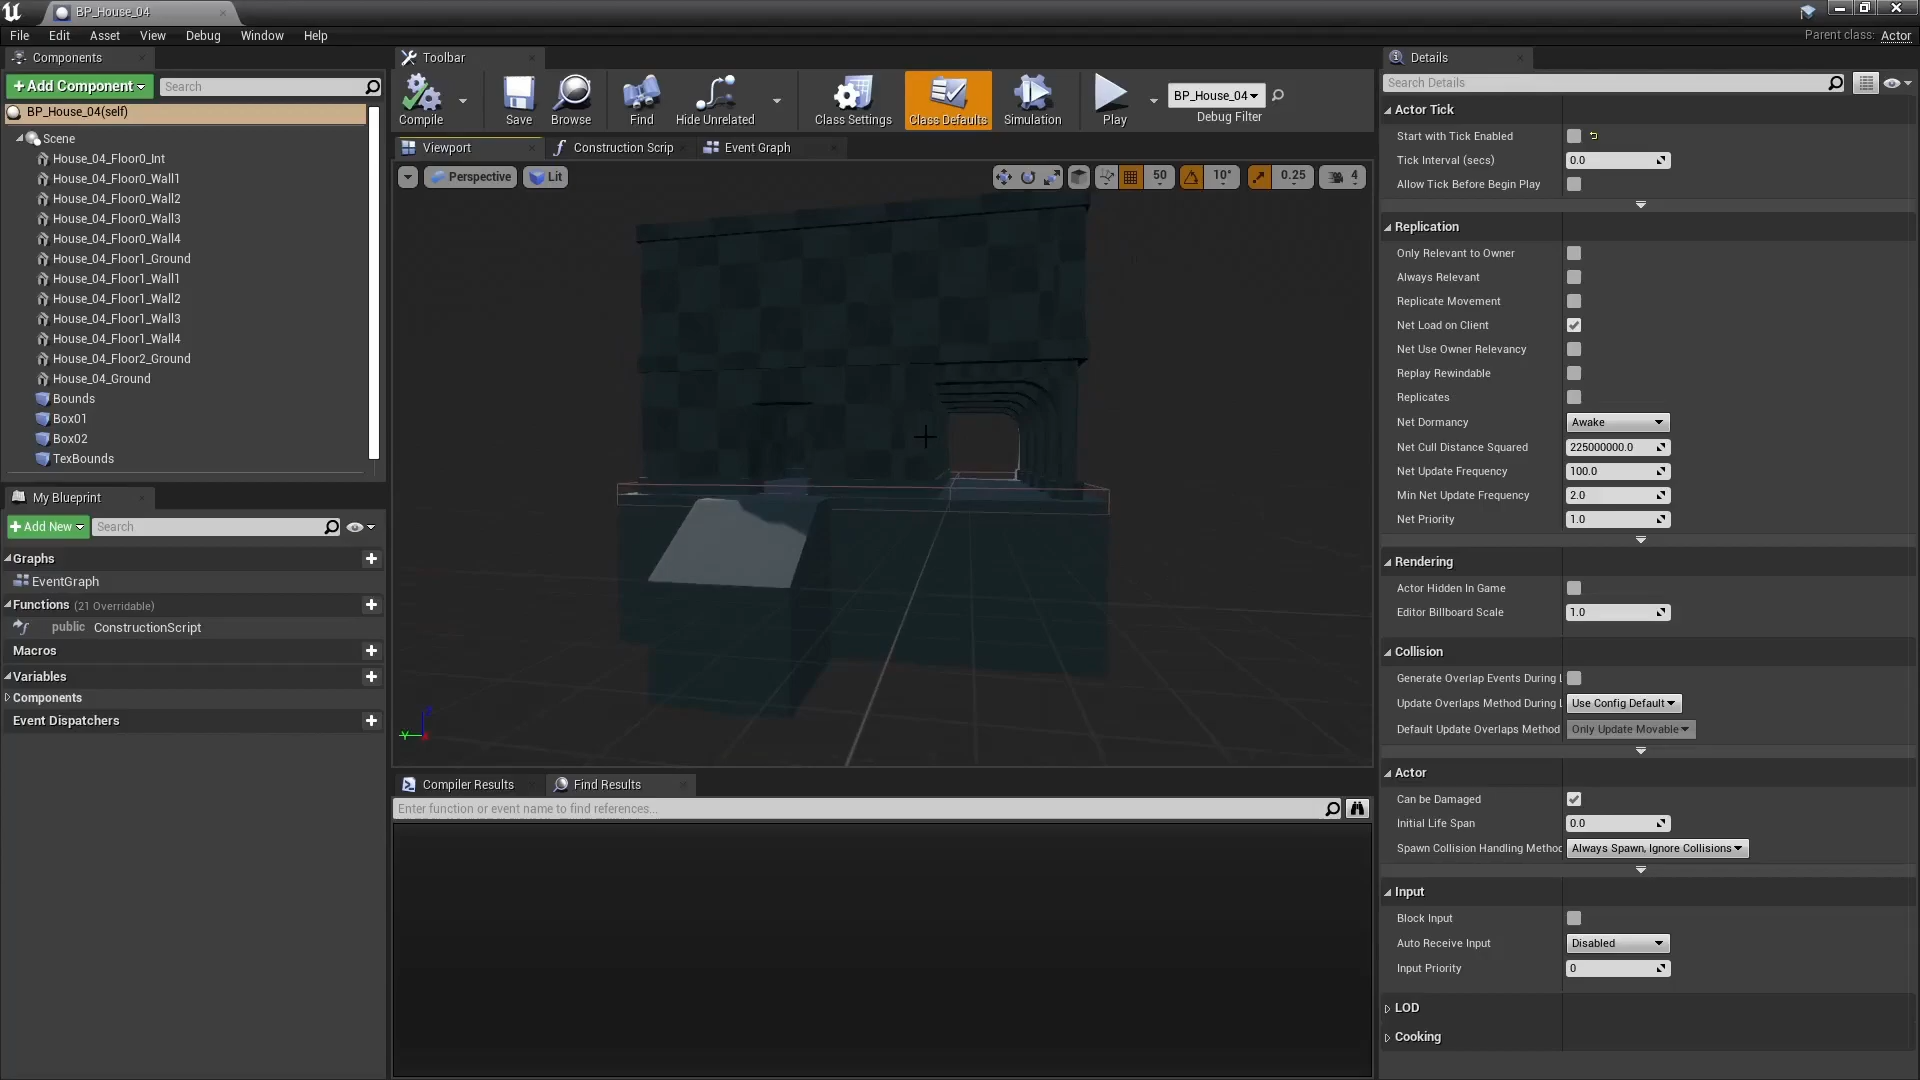 BP_House_04
File Edit Asset View Debug Window Help
Parent class: Actor
Components
+ Add Component
Search
BP_House_04(self)
Scene
House_04_Floor0_Int
House_04_Floor0_Wall1
House_04_Floor0_Wall2
House_04_Floor0_Wall3
House_04_Floor0_Wall4
House_04_Floor1_Ground
House_04_Floor1_Wall1
House_04_Floor1_Wall2
House_04_Floor1_Wall3
House_04_Floor1_Wall4
House_04_Floor2_Ground
House_04_Ground
Bounds
Box01
Box02
TexBounds
My Blueprint
+ Add New
Search
Graphs
EventGraph
Functions (21 Overridable)
public ConstructionScript
Macros
Variables
Components
Event Dispatchers
Toolbar
Compile Save Browse Find Hide Unrelated Class Settings Class Defaults Simulation Play
BP_House_04
Debug Filter
Viewport Construction Scrip Event Graph
Perspective Lit 50 10° 0.25 4
Compiler Results Find Results
Enter function or event name to find references...
Details
Search Details
Actor Tick
Start with Tick Enabled
Tick Interval (secs) 0.0
Allow Tick Before Begin Play
Replication
Only Relevant to Owner
Always Relevant
Replicate Movement
Net Load on Client
Net Use Owner Relevancy
Replay Rewindable
Replicates
Net Dormancy Awake
Net Cull Distance Squared 225000000.0
Net Update Frequency 100.0
Min Net Update Frequency 2.0
Net Priority 1.0
Rendering
Actor Hidden In Game
Editor Billboard Scale 1.0
Collision
Generate Overlap Events During L
Update Overlaps Method During L Use Config Default
Default Update Overlaps Method Only Update Movable
Actor
Can be Damaged
Initial Life Span 0.0
Spawn Collision Handling Method Always Spawn, Ignore Collisions
Input
Block Input
Auto Receive Input Disabled
Input Priority 0
LOD
Cooking